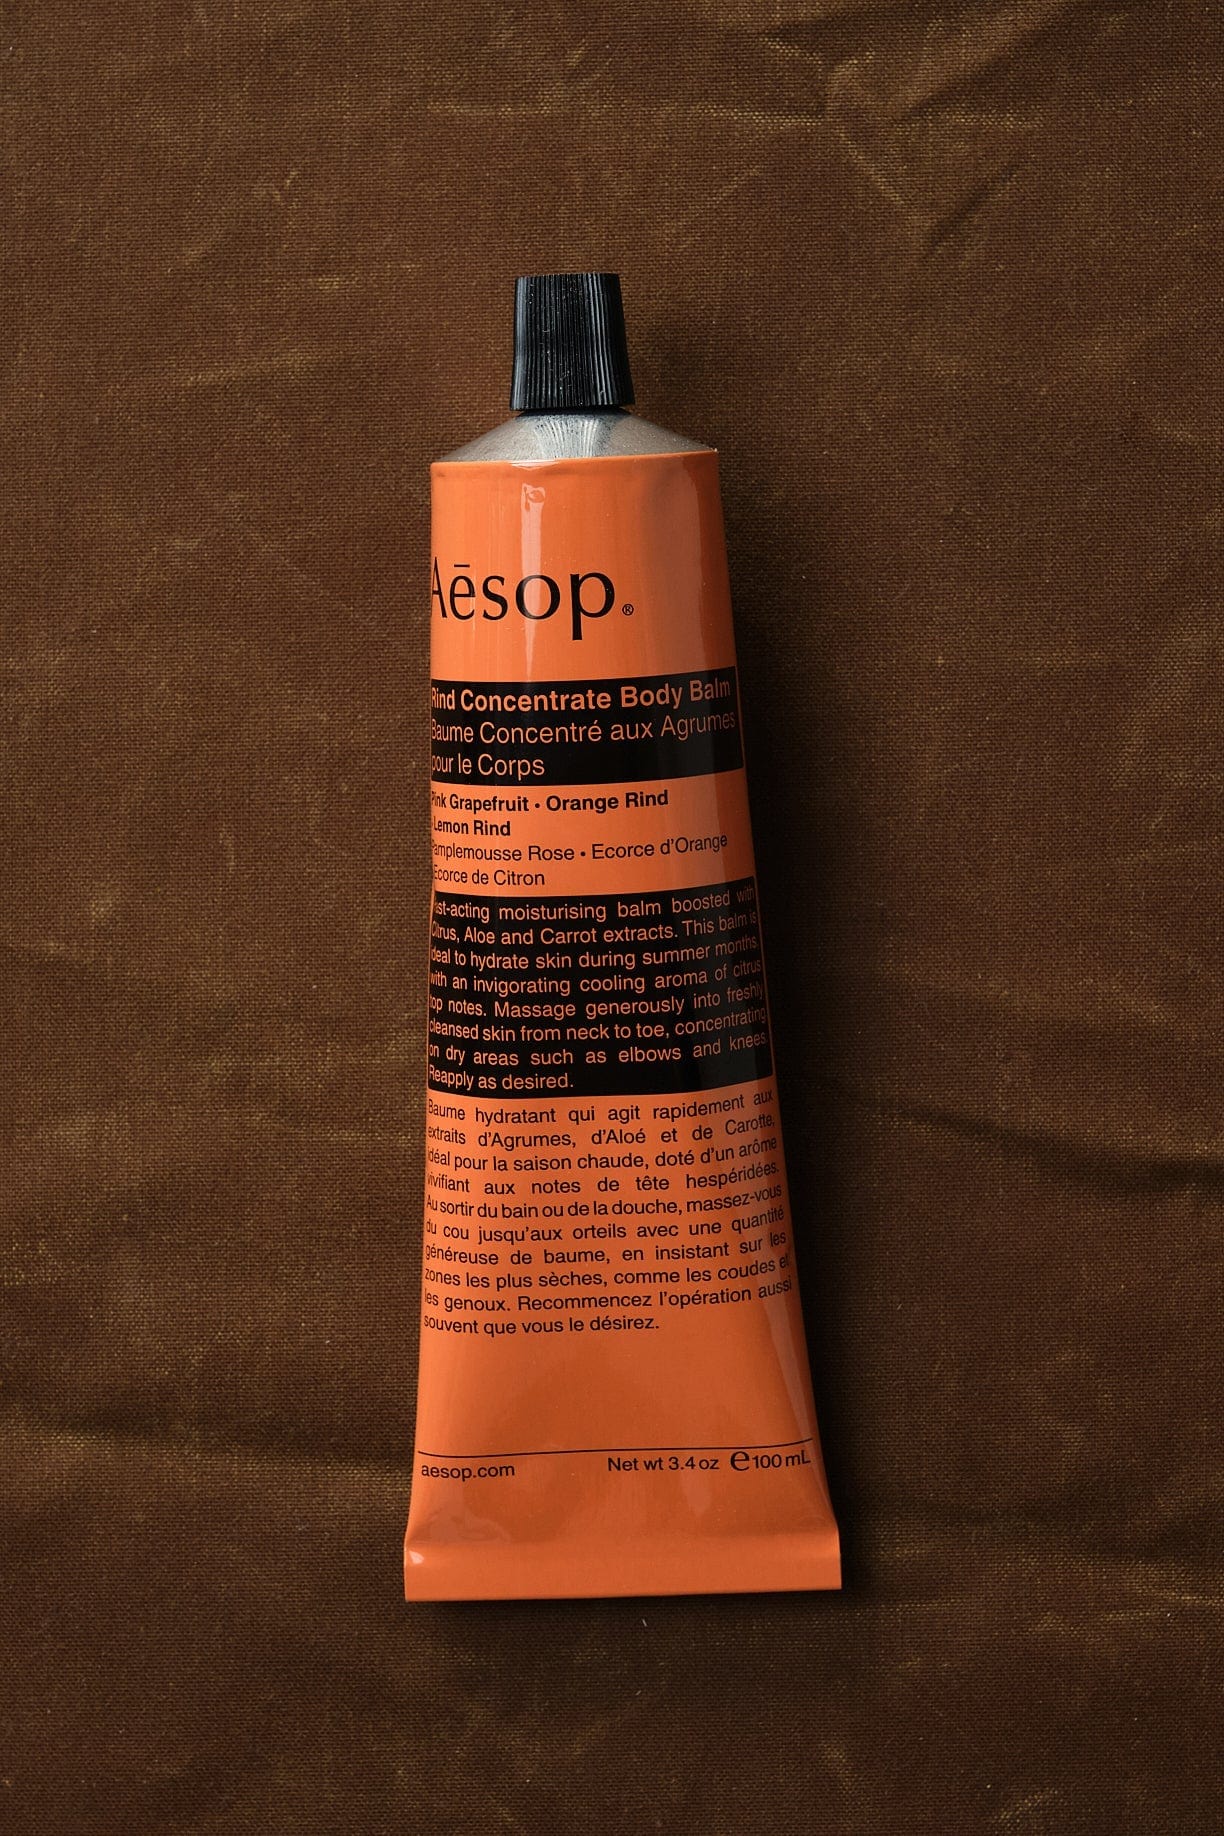 Aēsop.®
Rind Concentrate Body Balm
Baume Concentré aux Agrumes
pour le Corps
Pink Grapefruit • Orange Rind
• Lemon Rind
Pamplemousse Rose • Ecorce d'Orange
Ecorce de Citron
Fast-acting moisturising balm boosted with
Citrus, Aloe and Carrot extracts. This balm is
ideal to hydrate skin during summer months,
with an invigorating cooling aroma of citrus
top notes. Massage generously into freshly
cleansed skin from neck to toe, concentrating
on dry areas such as elbows and knees.
Reapply as desired.
Baume hydratant qui agit rapidement aux
extraits d'Agrumes, d'Aloé et de Carotte,
idéal pour la saison chaude, doté d'un arôme
vivifiant aux notes de tête hespéridées.
Au sortir du bain ou de la douche, massez-vous
du cou jusqu'aux orteils avec une quantité
généreuse de baume, en insistant sur les
zones les plus sèches, comme les coudes et
les genoux. Recommencez l'opération aussi
souvent que vous le désirez.
aesop.com Net wt 3.4 oz ℮ 100 mL